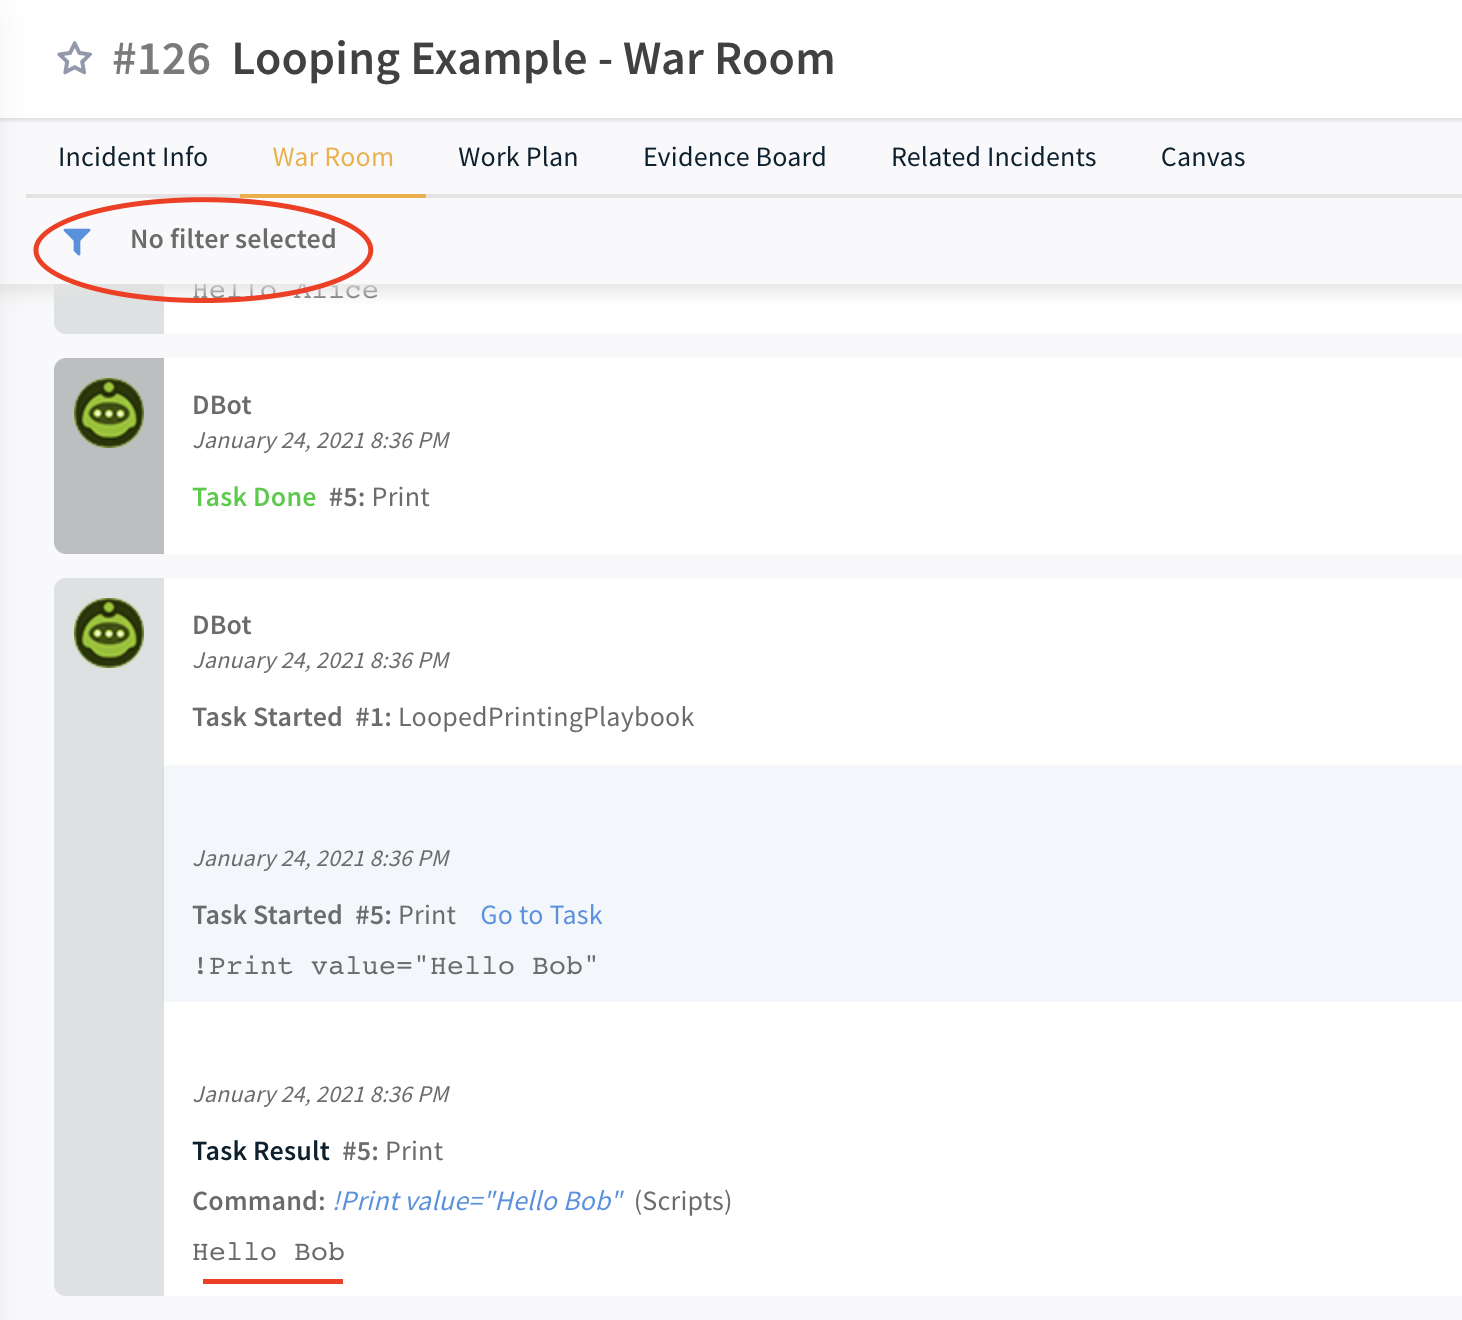 #126 Looping Example - War Room
Incident Info War Room Work Plan Evidence Board Related Incidents Canvas
No filter selected
Hello Alice
DBot
January 24, 2021 8:36 PM
Task Done #5: Print
DBot
January 24, 2021 8:36 PM
Task Started #1: LoopedPrintingPlaybook
January 24, 2021 8:36 PM
Task Started #5: Print Go to Task
!Print value="Hello Bob"
January 24, 2021 8:36 PM
Task Result #5: Print
Command: !Print value="Hello Bob" (Scripts)
Hello Bob